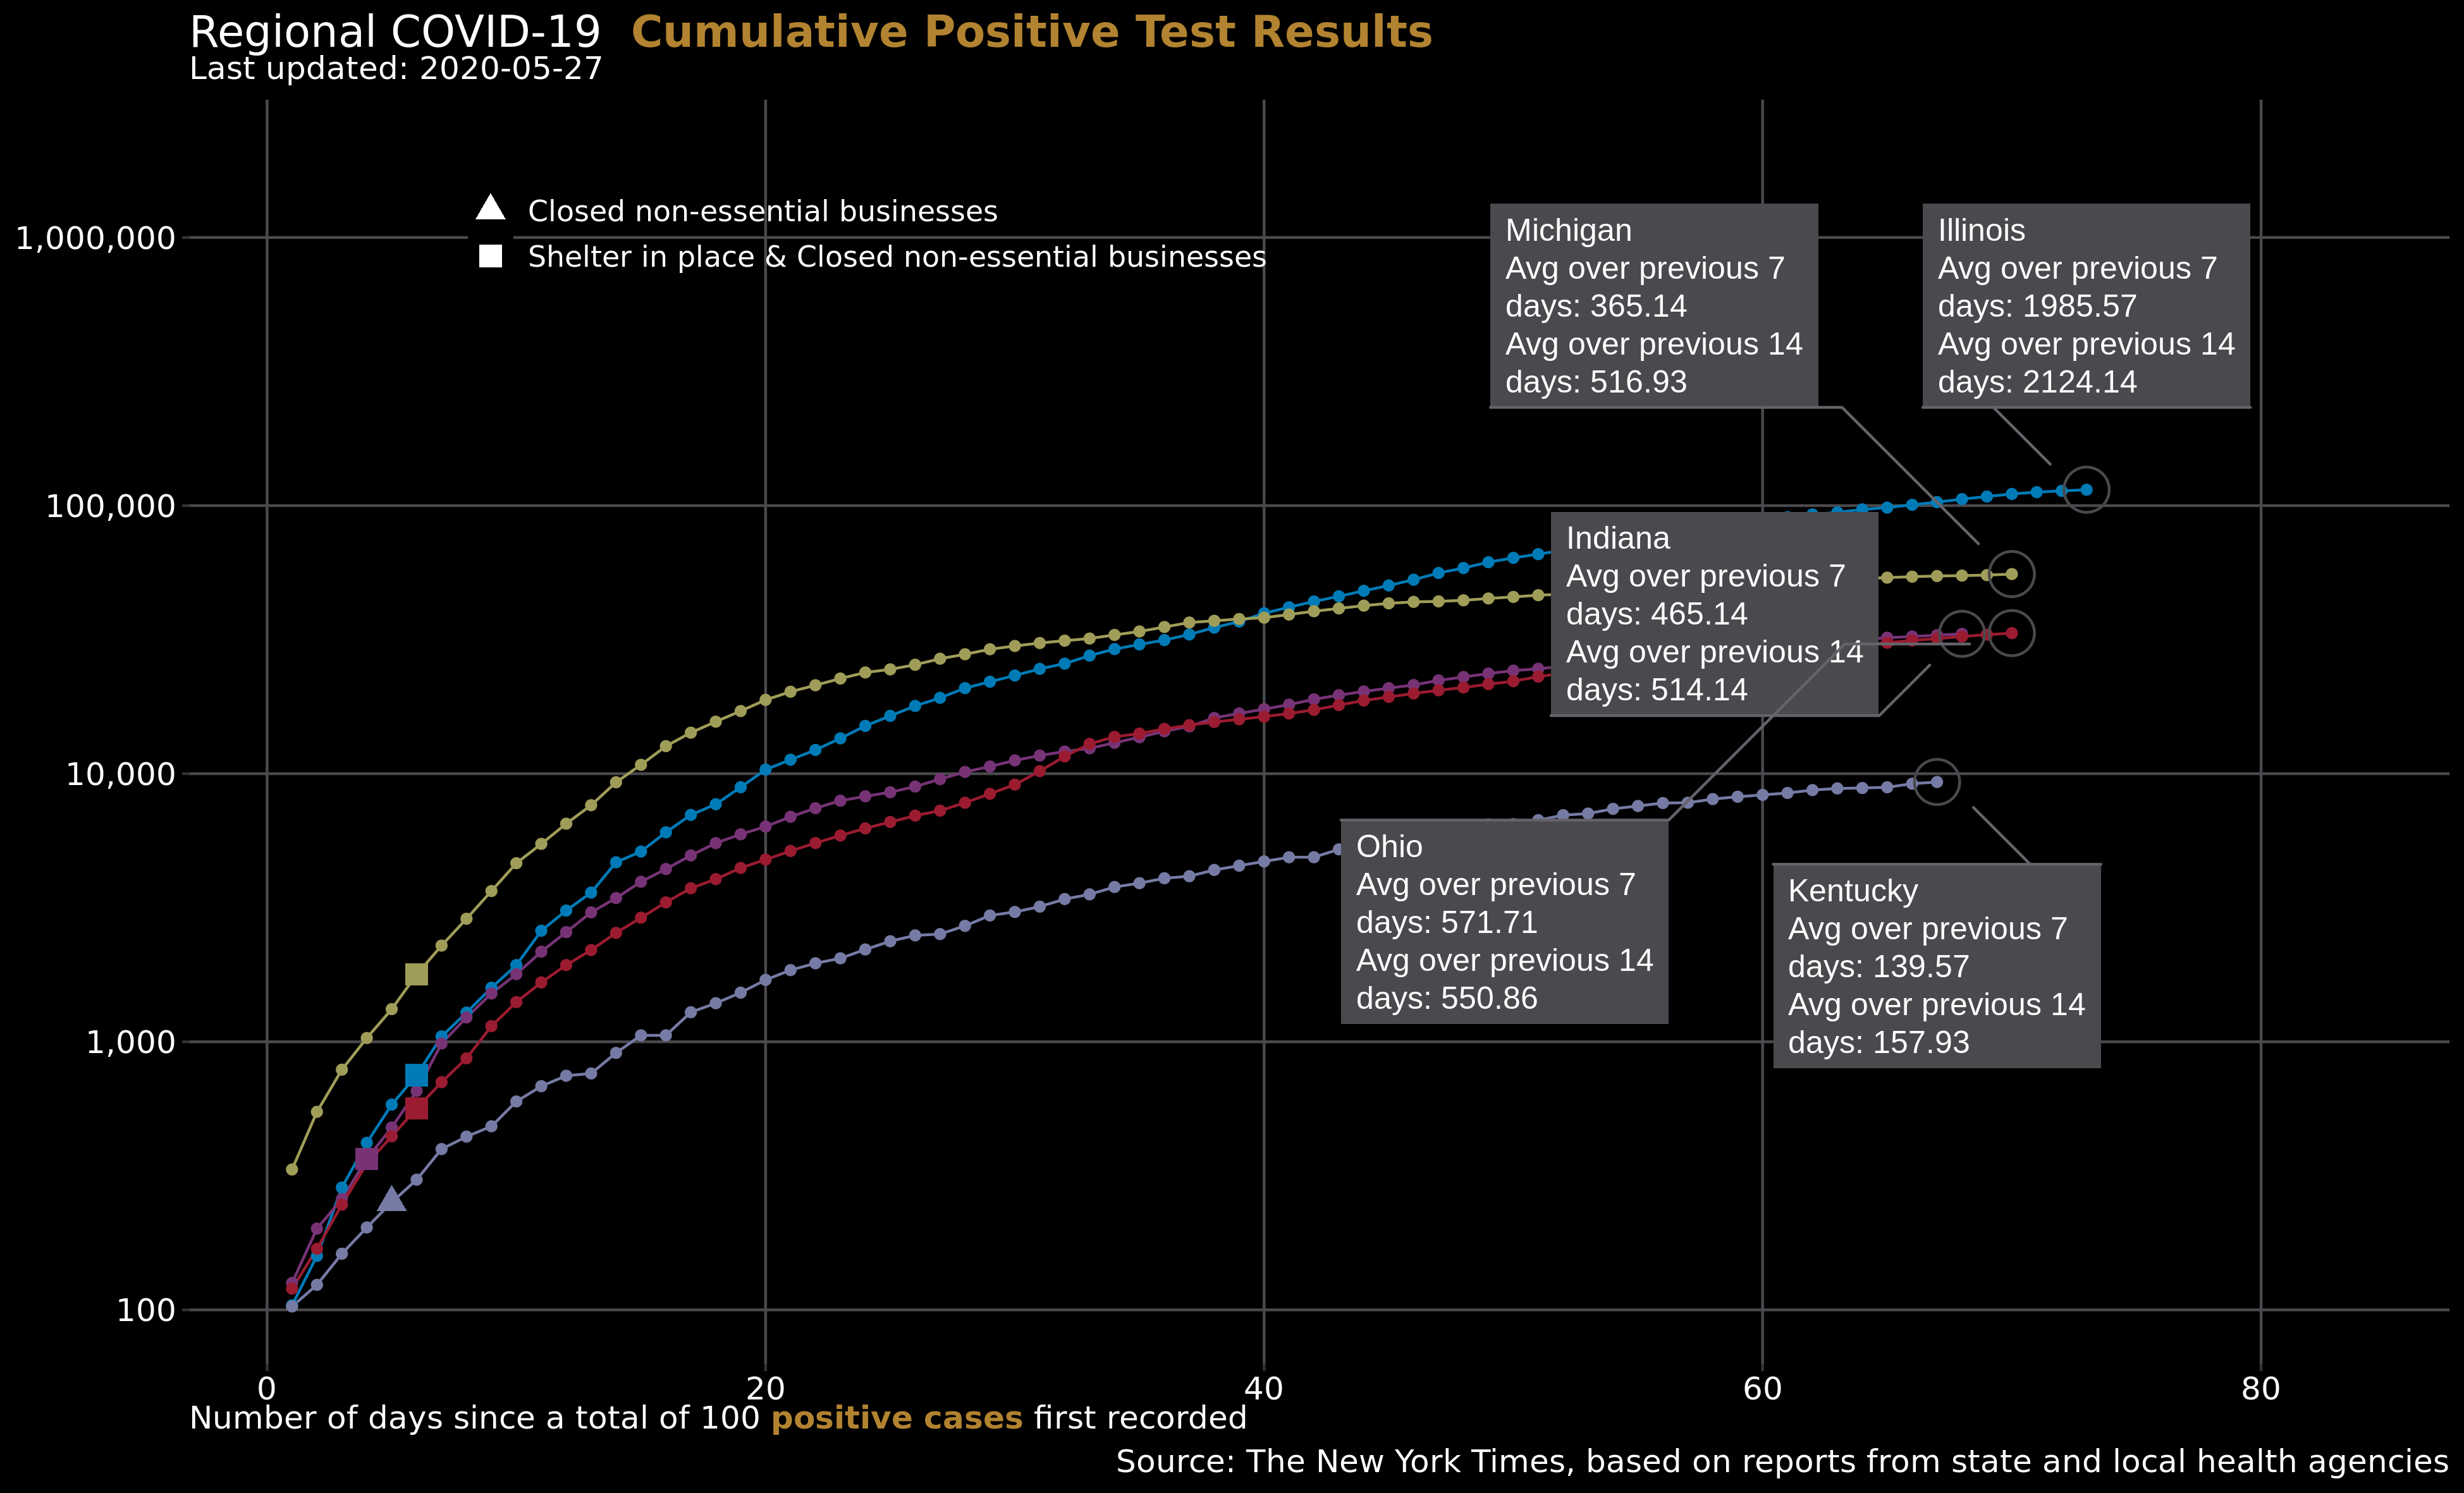 Regional COVID-19 Cumulative Positive Test Results
Last updated: 2020-05-27
Closed non-essential businesses
Shelter in place & Closed non-essential businesses
1,000,000
100,000
10,000
1,000
100
Michigan
Avg over previous 7
days: 365.14
Avg over previous 14
days: 516.93
Illinois
Avg over previous 7
days: 1985.57
Avg over previous 14
days: 2124.14
Indiana
Avg over previous 7
days: 465.14
Avg over previous 14
days: 514.14
Ohio
Avg over previous 7
days: 571.71
Avg over previous 14
days: 550.86
Kentucky
Avg over previous 7
days: 139.57
Avg over previous 14
days: 157.93
0 20 40 60 80
Number of days since a total of 100 positive cases first recorded
Source: The New York Times, based on reports from state and local health agencies